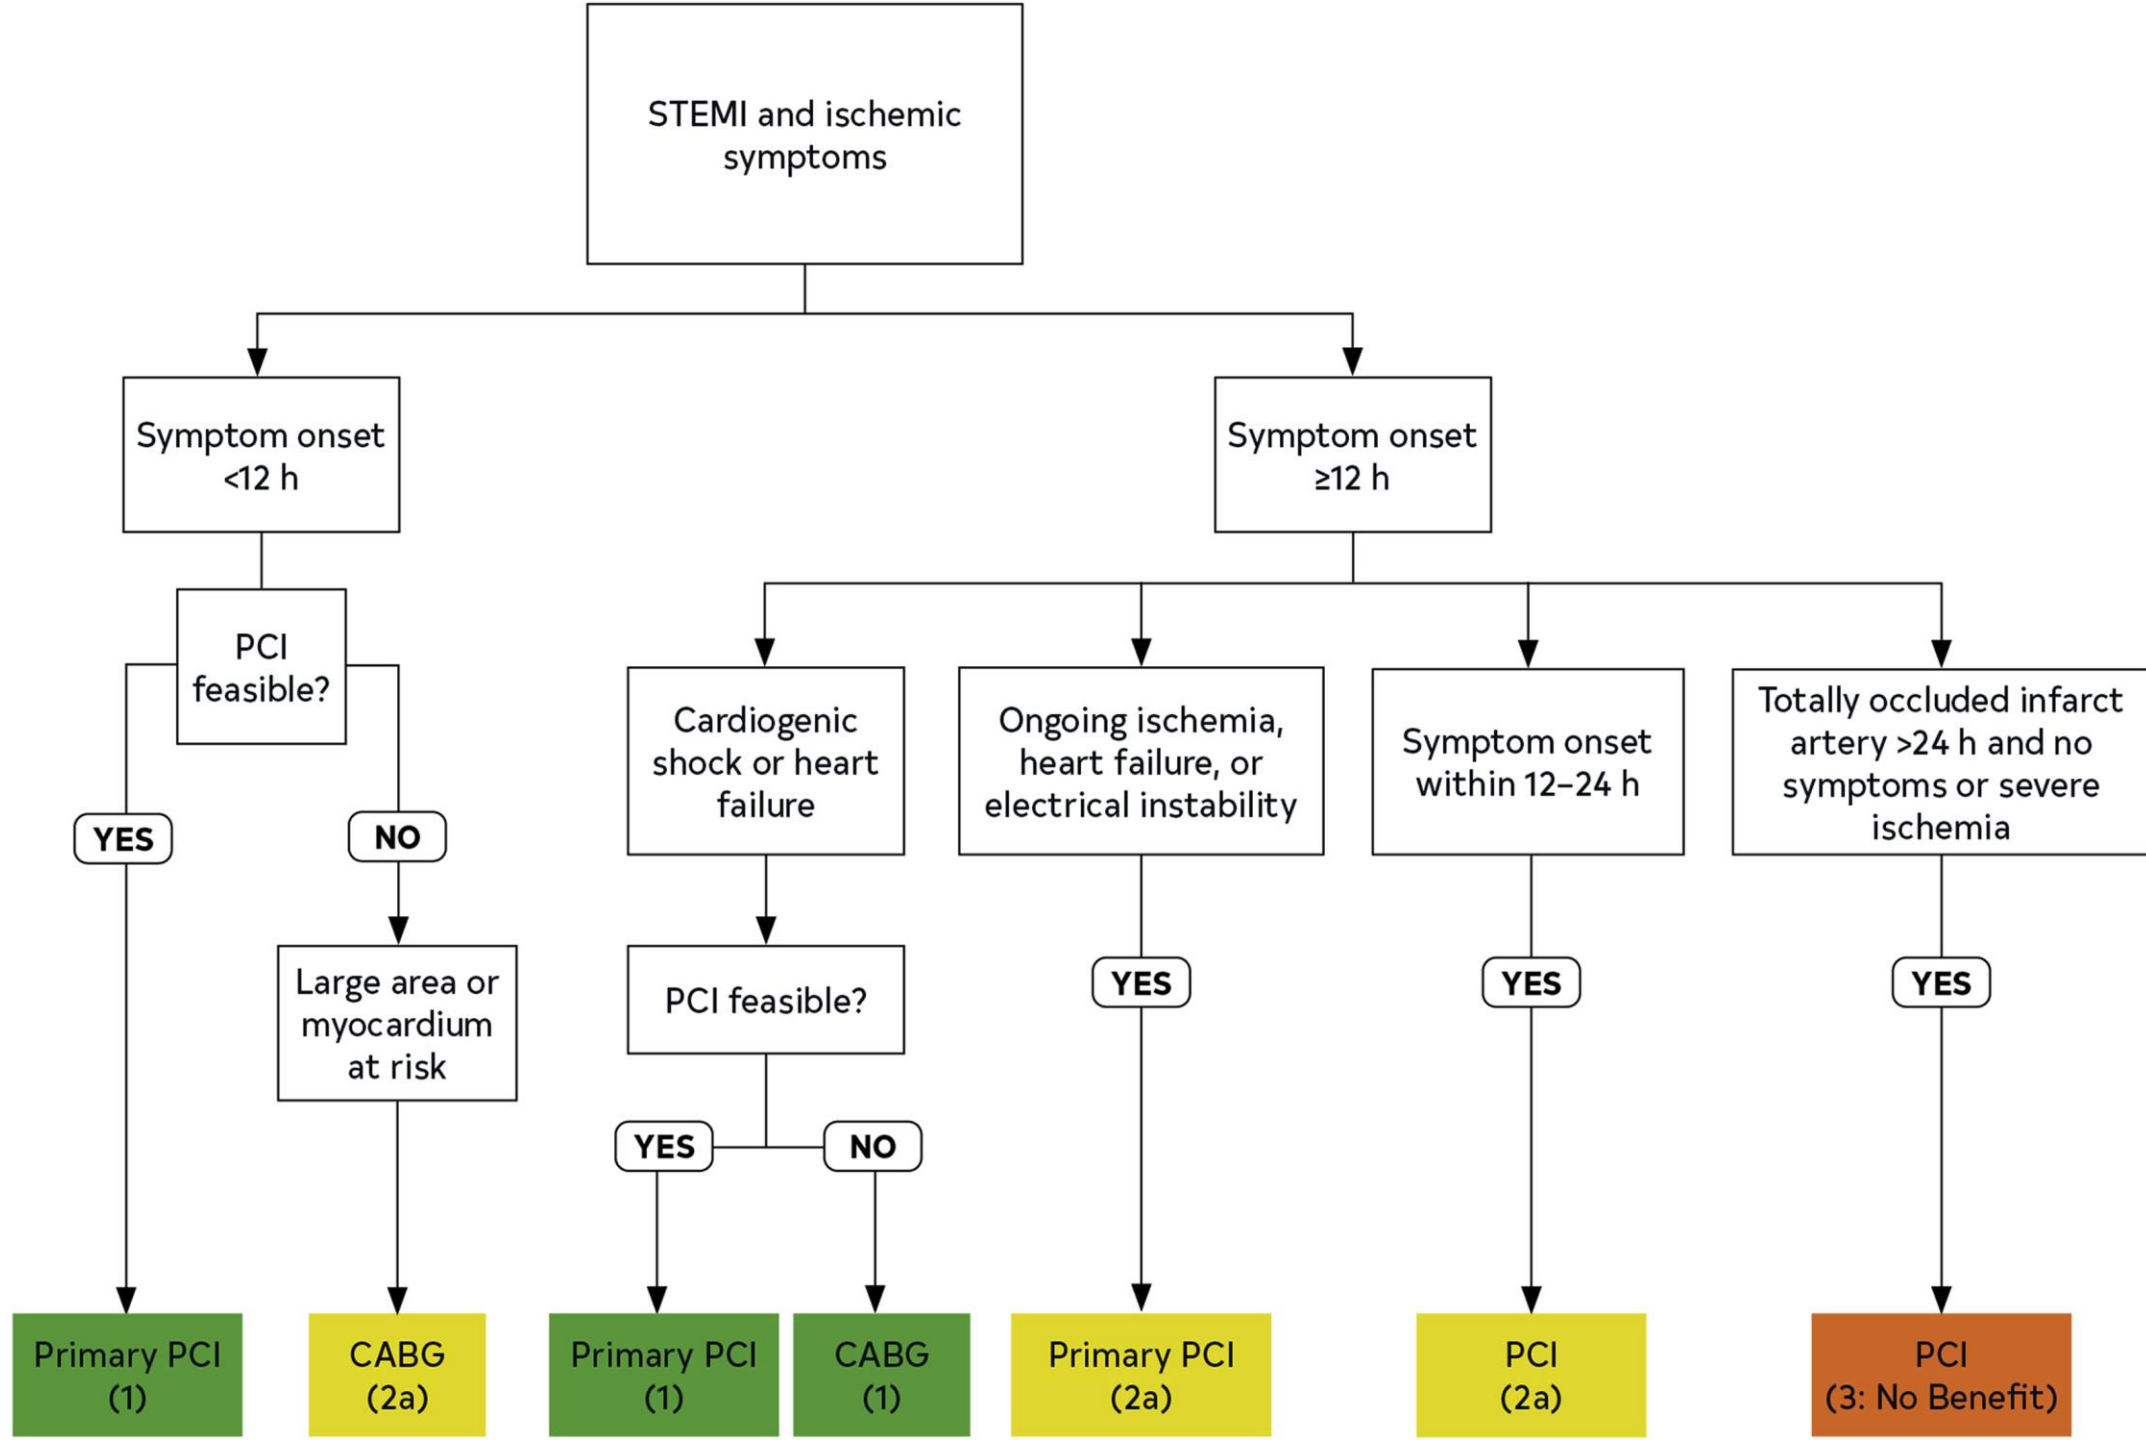 STEMI and ischemic
symptoms
Symptom onset
<12 h
Symptom onset
≥12 h
PCI
feasible?
YES
NO
Large area or
myocardium
at risk
Cardiogenic
shock or heart
failure
PCI feasible?
YES
NO
Ongoing ischemia,
heart failure, or
electrical instability
YES
Symptom onset
within 12–24 h
YES
Totally occluded infarct
artery >24 h and no
symptoms or severe
ischemia
YES
Primary PCI
(1)
CABG
(2a)
Primary PCI
(1)
CABG
(1)
Primary PCI
(2a)
PCI
(2a)
PCI
(3: No Benefit)